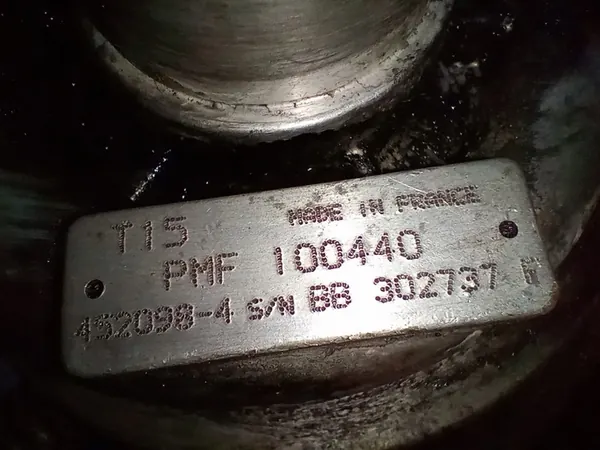 T15 MADE IN FRANCE
PMF 100440
452098-4 S/N BB 302737